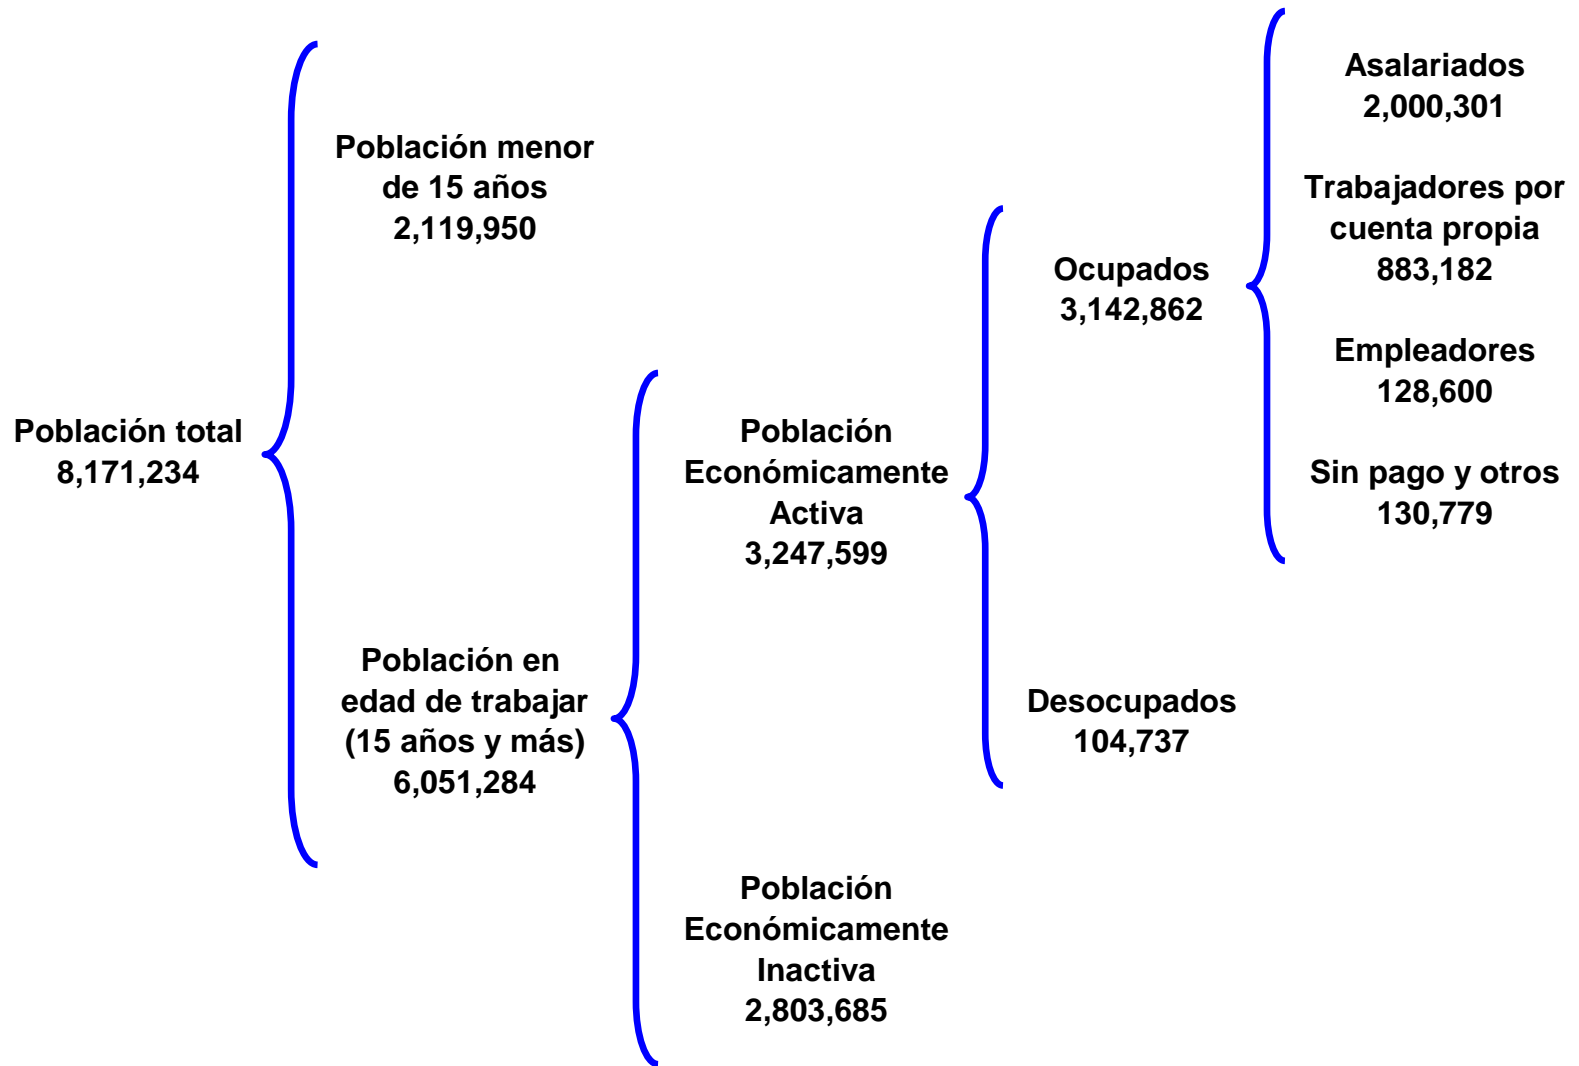 Población total
8,171,234
Población menor
de 15 años
2,119,950
Población en
edad de trabajar
(15 años y más)
6,051,284
Población
Económicamente
Activa
3,247,599
Población
Económicamente
Inactiva
2,803,685
Ocupados
3,142,862
Desocupados
104,737
Asalariados
2,000,301
Trabajadores por
cuenta propia
883,182
Empleadores
128,600
Sin pago y otros
130,779